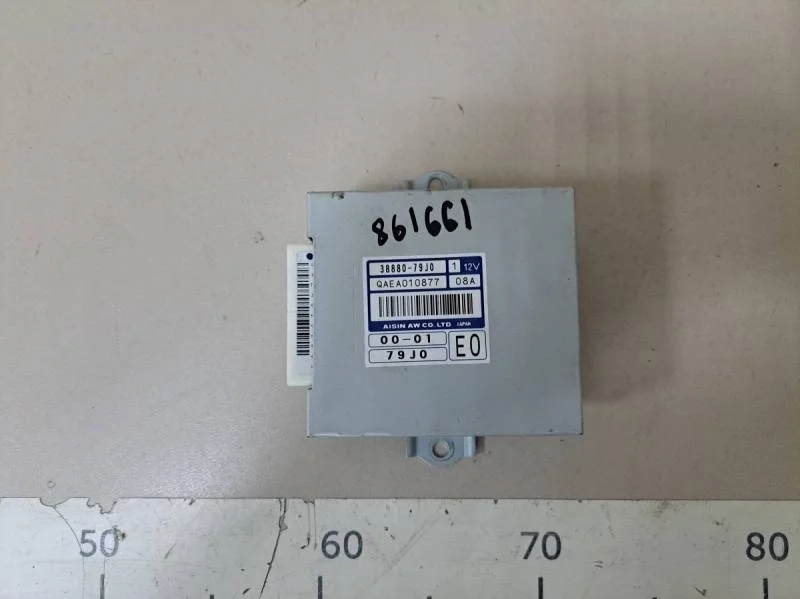 861661
38880-79J0 1 12V
QAEA010877 08A
AISIN AW CO.,LTD JAPAN
00-01
79J0
E0
50 60 70 80